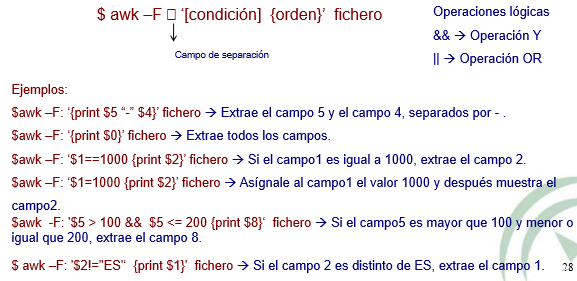 $ awk –F □ ‘[condición] {orden}’ fichero
Campo de separación
Operaciones lógicas
&& → Operación Y
|| → Operación OR
Ejemplos:
$awk –F: ‘{print $5 “-” $4}’ fichero → Extrae el campo 5 y el campo 4, separados por - .
$awk –F: ‘{print $0}’ fichero → Extrae todos los campos.
$awk –F: ‘$1==1000 {print $2}’ fichero → Si el campo1 es igual a 1000, extrae el campo 2.
$awk –F: ‘$1=1000 {print $2}’ fichero → Asígnale al campo1 el valor 1000 y después muestra el
campo2.
$awk -F: '$5 > 100 && $5 <= 200 {print $8}‘ fichero → Si el campo5 es mayor que 100 y menor o
igual que 200, extrae el campo 8.
$ awk –F: '$2!="ES"‘ {print $1}' fichero → Si el campo 2 es distinto de ES, extrae el campo 1.
28